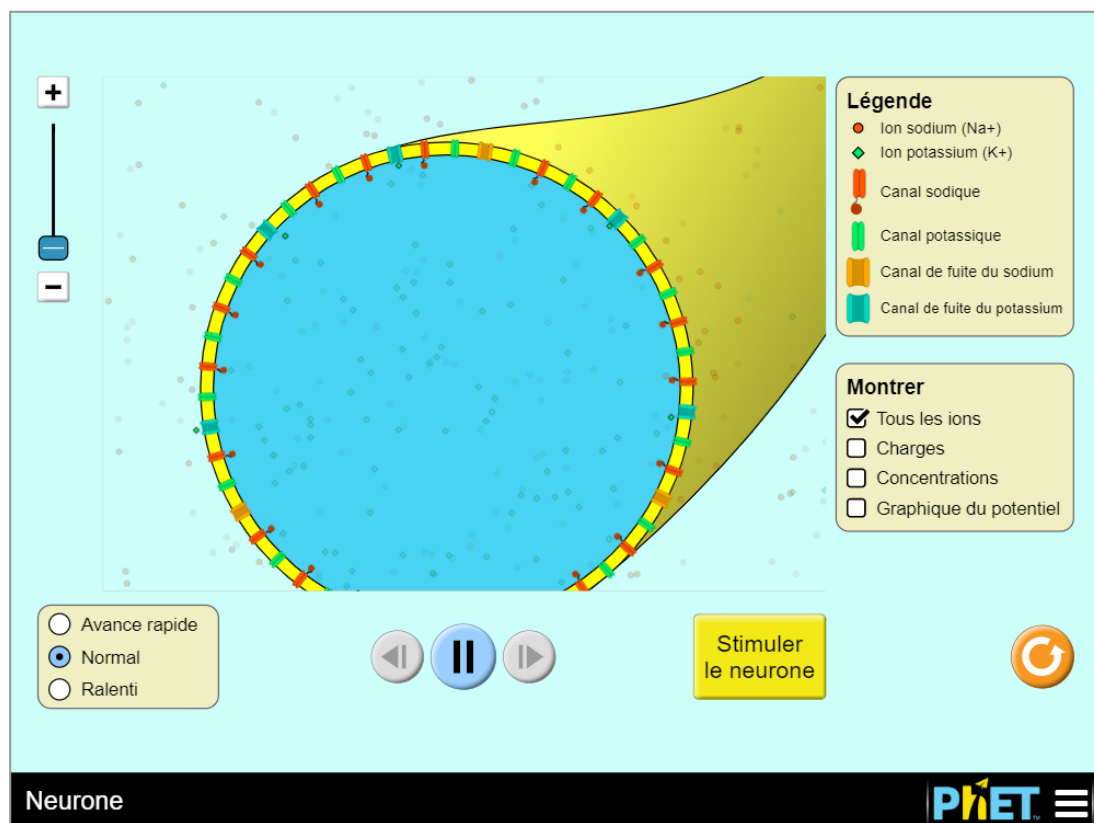 +
−
Légende
Ion sodium (Na+)
Ion potassium (K+)
Canal sodique
Canal potassique
Canal de fuite du sodium
Canal de fuite du potassium
Montrer
Tous les ions
Charges
Concentrations
Graphique du potentiel
Avance rapide
Normal
Ralenti
Stimuler
le neurone
Neurone
PhET